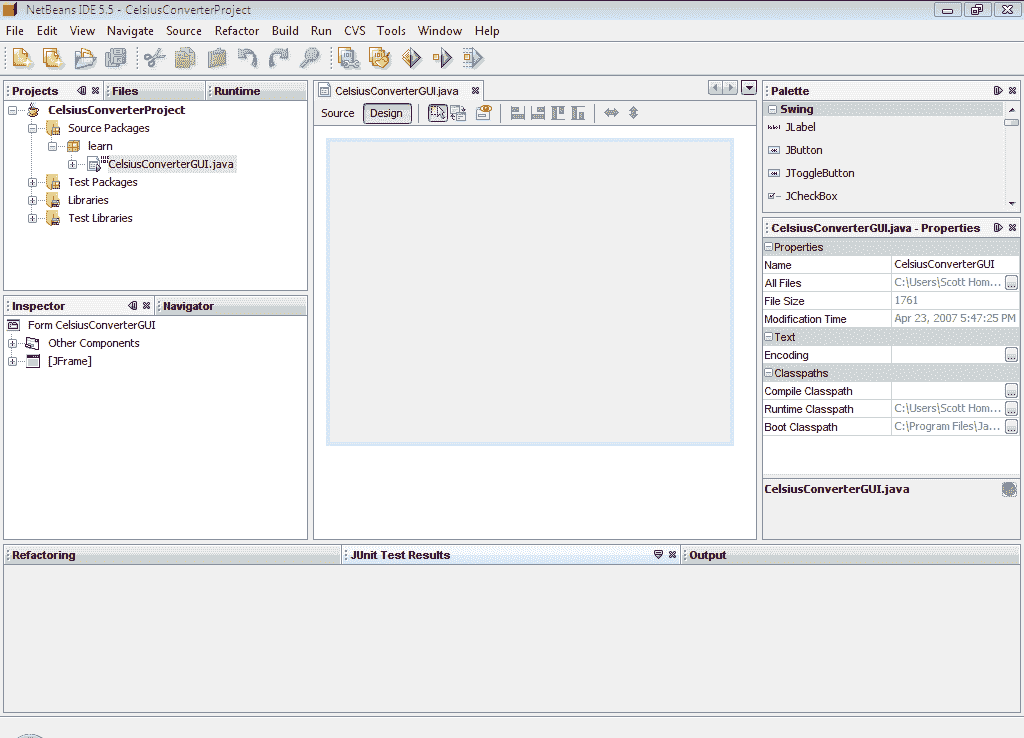 NetBeans IDE 5.5 - CelsiusConverterProject
File Edit View Navigate Source Refactor Build Run CVS Tools Window Help
Projects Files Runtime
CelsiusConverterProject
Source Packages
learn
CelsiusConverterGUI.java
Test Packages
Libraries
Test Libraries
Inspector Navigator
Form CelsiusConverterGUI
Other Components
[JFrame]
CelsiusConverterGUI.java
Source Design
Palette
Swing
JLabel
JButton
JToggleButton
JCheckBox
CelsiusConverterGUI.java - Properties
Properties
Name CelsiusConverterGUI
All Files C:\Users\Scott Hom... ...
File Size 1761
Modification Time Apr 23, 2007 5:47:25 PM
Text
Encoding ...
Classpaths
Compile Classpath ...
Runtime Classpath C:\Users\Scott Hom... ...
Boot Classpath C:\Program Files\Ja... ...
CelsiusConverterGUI.java
Refactoring JUnit Test Results Output